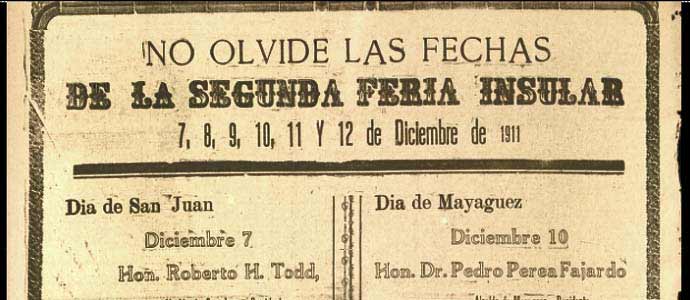 NO OLVIDE LAS FECHAS
DE LA SEGUNDA FERIA INSULAR
7, 8, 9, 10, 11 Y 12 de Diciembre de 1911
Dia de San Juan
Diciembre 7
Hon. Roberto H. Todd,
Dia de Mayaguez
Diciembre 10
Hon. Dr. Pedro Perea Fajardo